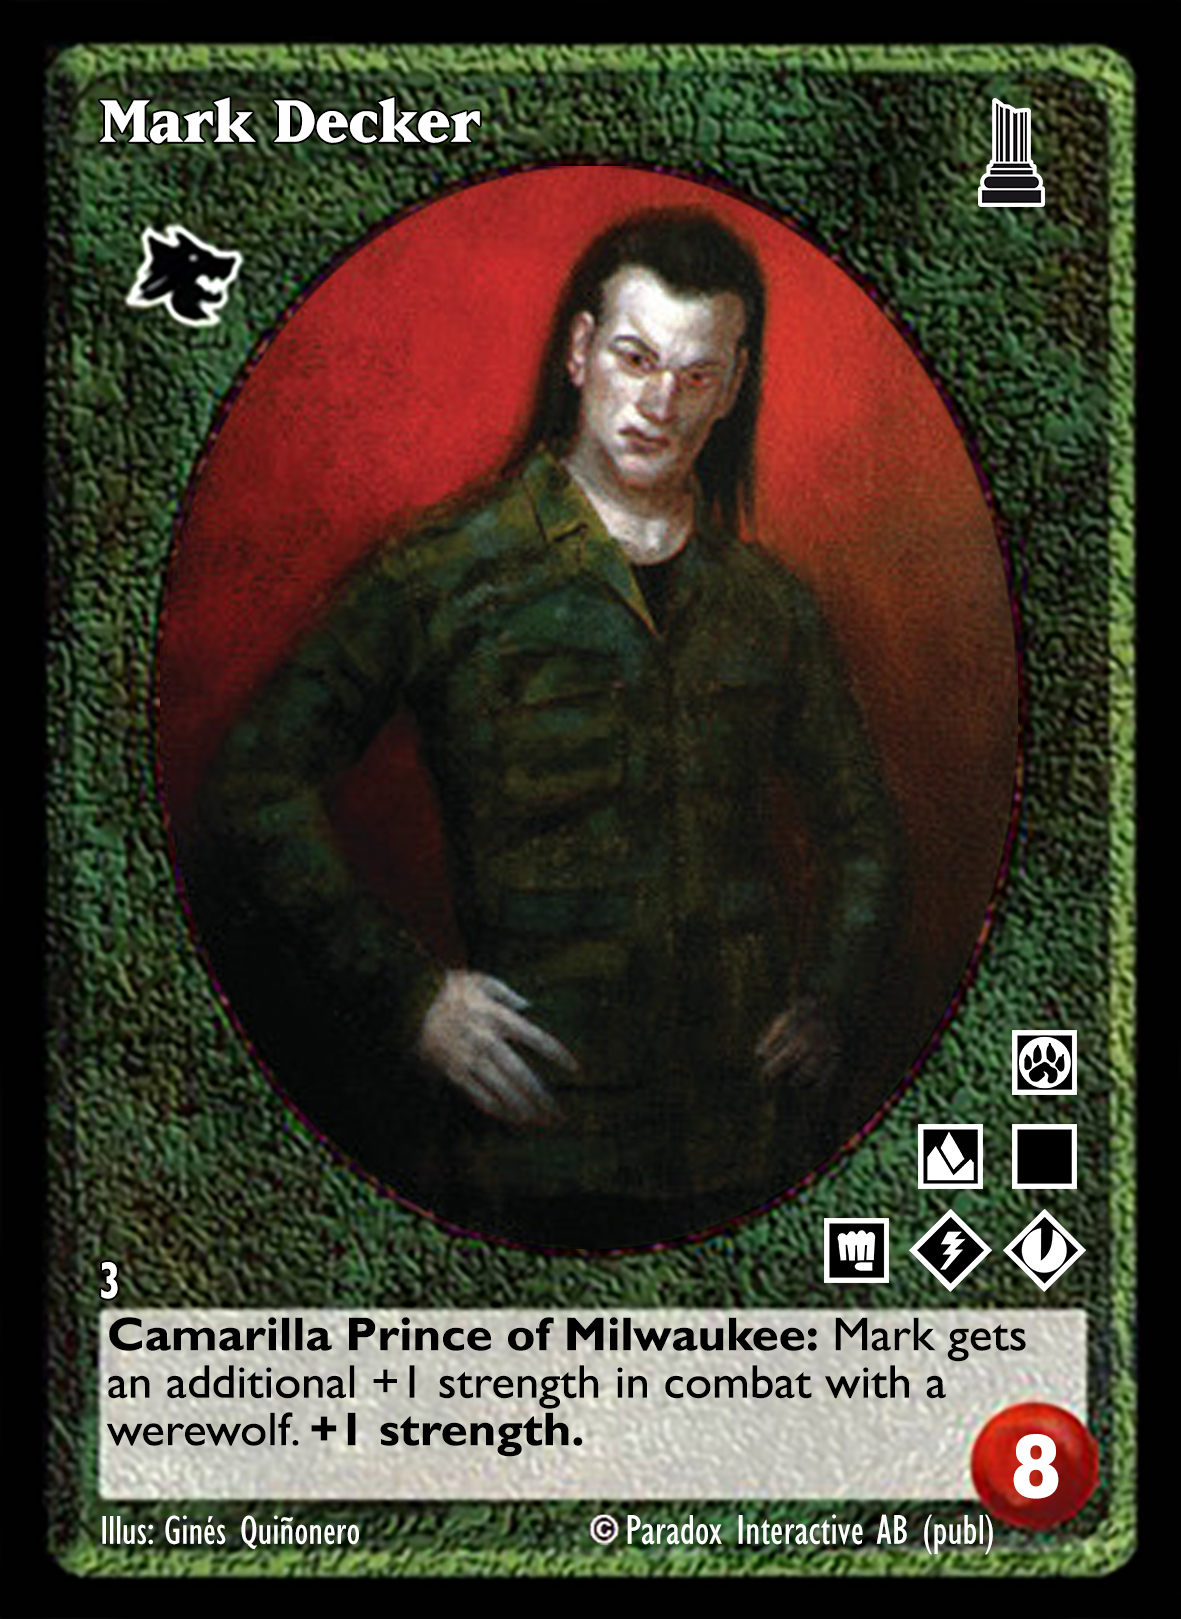 Mark Decker
3
Camarilla Prince of Milwaukee: Mark gets
an additional +1 strength in combat with a
werewolf. +1 strength.
8
Illus: Ginés Quiñonero
© Paradox Interactive AB (publ)